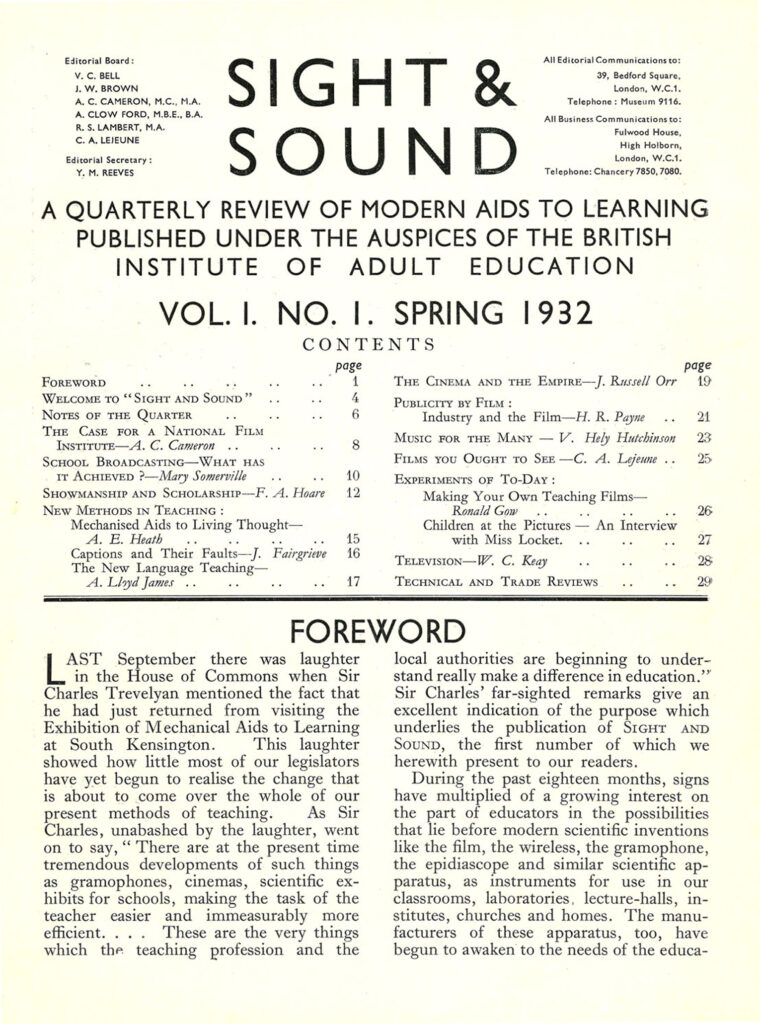 Editorial Board:
V. C. BELL
J. W. BROWN
A. C. CAMERON, M.C., M.A.
A. CLOW FORD, M.B.E., B.A.
R. S. LAMBERT, M.A.
C. A. LEJEUNE
Editorial Secretary:
Y. M. REEVES
SIGHT &
SOUND
All Editorial Communications to:
39, Bedford Square,
London, W.C.1.
Telephone: Museum 9116.
All Business Communications to:
Fulwood House,
High Holborn,
London, W.C.1.
Telephone: Chancery 7850, 7080.
A QUARTERLY REVIEW OF MODERN AIDS TO LEARNING
PUBLISHED UNDER THE AUSPICES OF THE BRITISH
INSTITUTE OF ADULT EDUCATION
VOL. I. NO. 1. SPRING 1932
CONTENTS
page
FOREWORD .. .. .. .. .. 1
WELCOME TO "SIGHT AND SOUND" .. .. 4
NOTES OF THE QUARTER .. .. .. 6
THE CASE FOR A NATIONAL FILM
INSTITUTE—A. C. Cameron .. .. .. 8
SCHOOL BROADCASTING—WHAT HAS
IT ACHIEVED?—Mary Somerville .. .. 10
SHOWMANSHIP AND SCHOLARSHIP—F. A. Hoare 12
NEW METHODS IN TEACHING:
Mechanised Aids to Living Thought—
A. E. Heath .. .. .. .. 15
Captions and Their Faults—J. Fairgrieve 16
The New Language Teaching—
A. Lloyd James .. .. .. .. 17
page
THE CINEMA AND THE EMPIRE—J. Russell Orr 19
PUBLICITY BY FILM:
Industry and the Film—H. R. Payne .. 21
MUSIC FOR THE MANY — V. Hely Hutchinson 23
FILMS YOU OUGHT TO SEE —C. A. Lejeune .. 25
EXPERIMENTS OF TO-DAY:
Making Your Own Teaching Films—
Ronald Gow .. .. .. .. 26
Children at the Pictures — An Interview
with Miss Locket. .. .. .. 27
TELEVISION—W. C. Keay .. .. .. 28
TECHNICAL AND TRADE REVIEWS .. .. 29
FOREWORD
LAST September there was laughter
in the House of Commons when Sir
Charles Trevelyan mentioned the fact that
he had just returned from visiting the
Exhibition of Mechanical Aids to Learning
at South Kensington. This laughter
showed how little most of our legislators
have yet begun to realise the change that
is about to come over the whole of our
present methods of teaching. As Sir
Charles, unabashed by the laughter, went
on to say, "There are at the present time
tremendous developments of such things
as gramophones, cinemas, scientific ex-
hibits for schools, making the task of the
teacher easier and immeasurably more
efficient. . . . These are the very things
which the teaching profession and the
local authorities are beginning to under-
stand really make a difference in education."
Sir Charles' far-sighted remarks give an
excellent indication of the purpose which
underlies the publication of SIGHT AND
SOUND, the first number of which we
herewith present to our readers.
During the past eighteen months, signs
have multiplied of a growing interest on
the part of educators in the possibilities
that lie before modern scientific inventions
like the film, the wireless, the gramophone,
the epidiascope and similar scientific ap-
paratus, as instruments for use in our
classrooms, laboratories, lecture-halls, in-
stitutes, churches and homes. The manu-
facturers of these apparatus, too, have
begun to awaken to the needs of the educa-